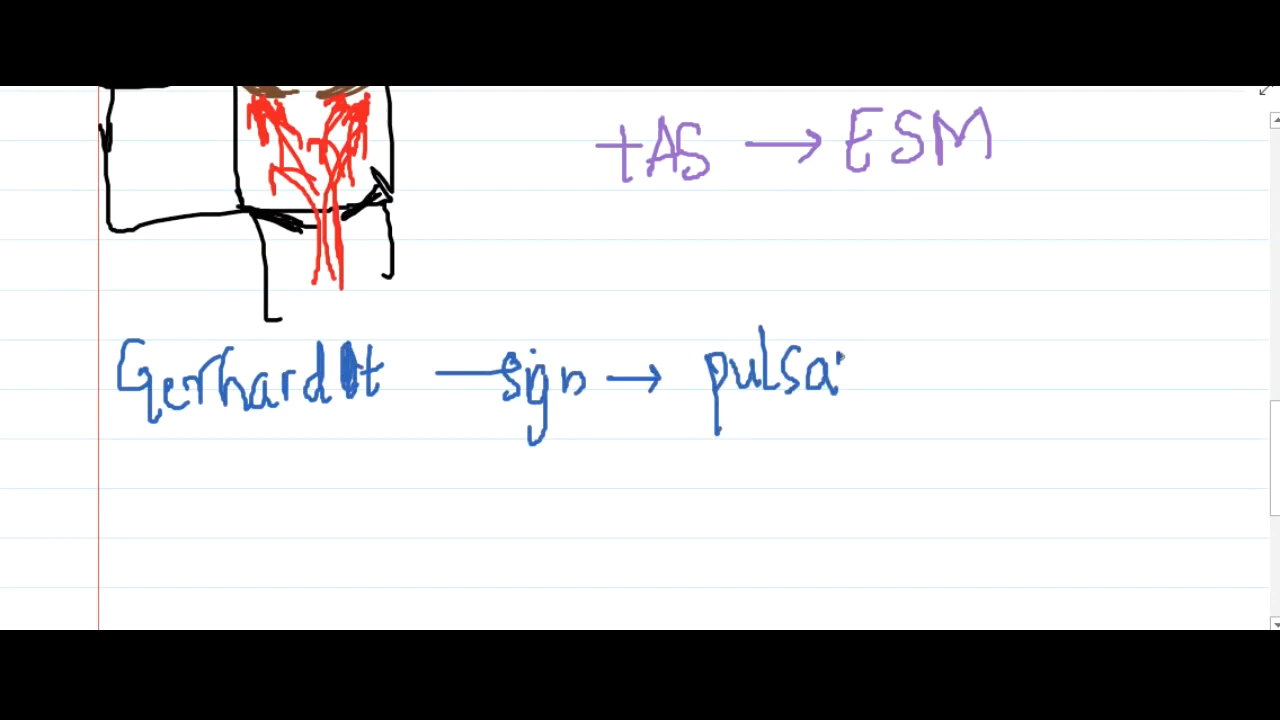 +AS → ESM
Gerhardt — sign → pulsa